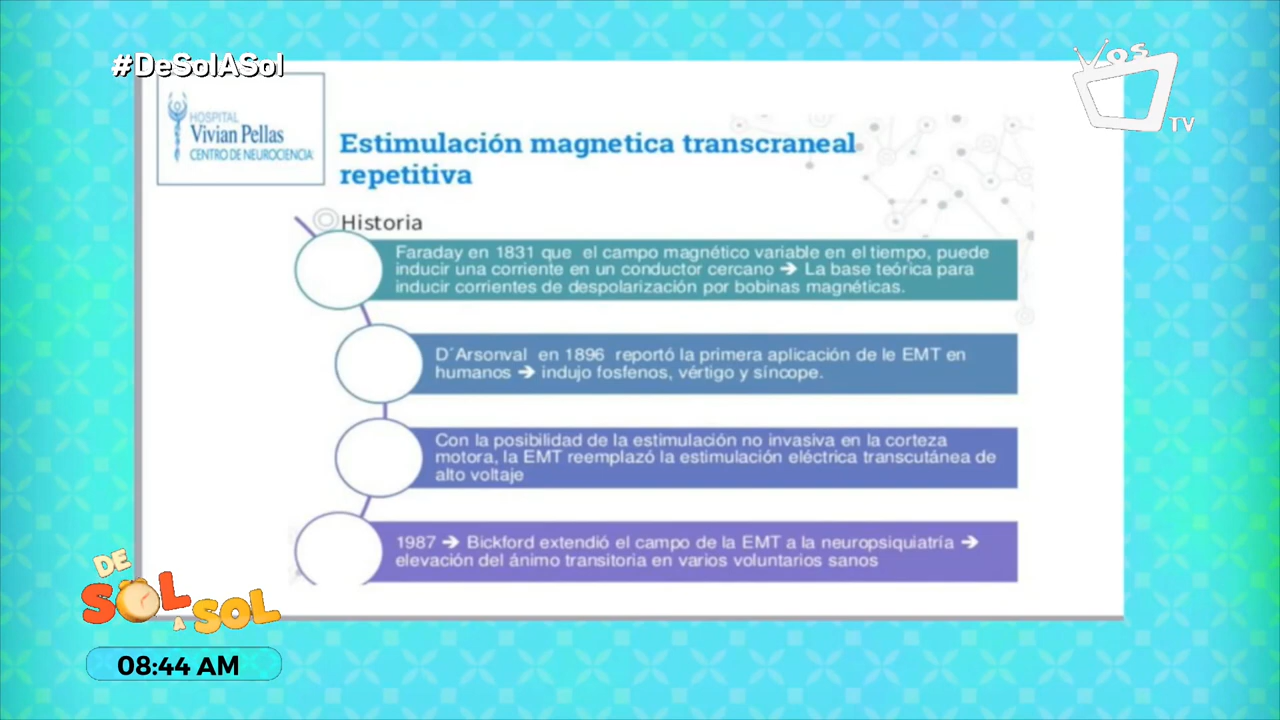 #DeSolASol
VOS
TV
HOSPITAL
Vivian Pellas
CENTRO DE NEUROCIENCIA
Estimulación magnetica transcraneal
repetitiva
Historia
Faraday en 1831 que el campo magnético variable en el tiempo, puede
inducir una corriente en un conductor cercano ➔ La base teórica para
inducir corrientes de despolarización por bobinas magnéticas.
D´Arsonval en 1896 reportó la primera aplicación de le EMT en
humanos ➔ indujo fosfenos, vértigo y síncope.
Con la posibilidad de la estimulación no invasiva en la corteza
motora, la EMT reemplazó la estimulación eléctrica transcutánea de
alto voltaje
1987 ➔ Bickford extendió el campo de la EMT a la neuropsiquiatría ➔
elevación del ánimo transitoria en varios voluntarios sanos
DE
SOL
A SOL
08:44 AM